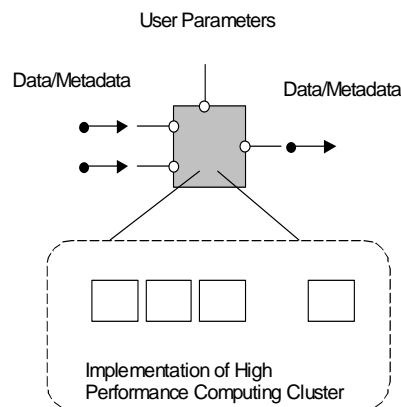 User Parameters
Data/Metadata
Data/Metadata
Implementation of High
Performance Computing Cluster